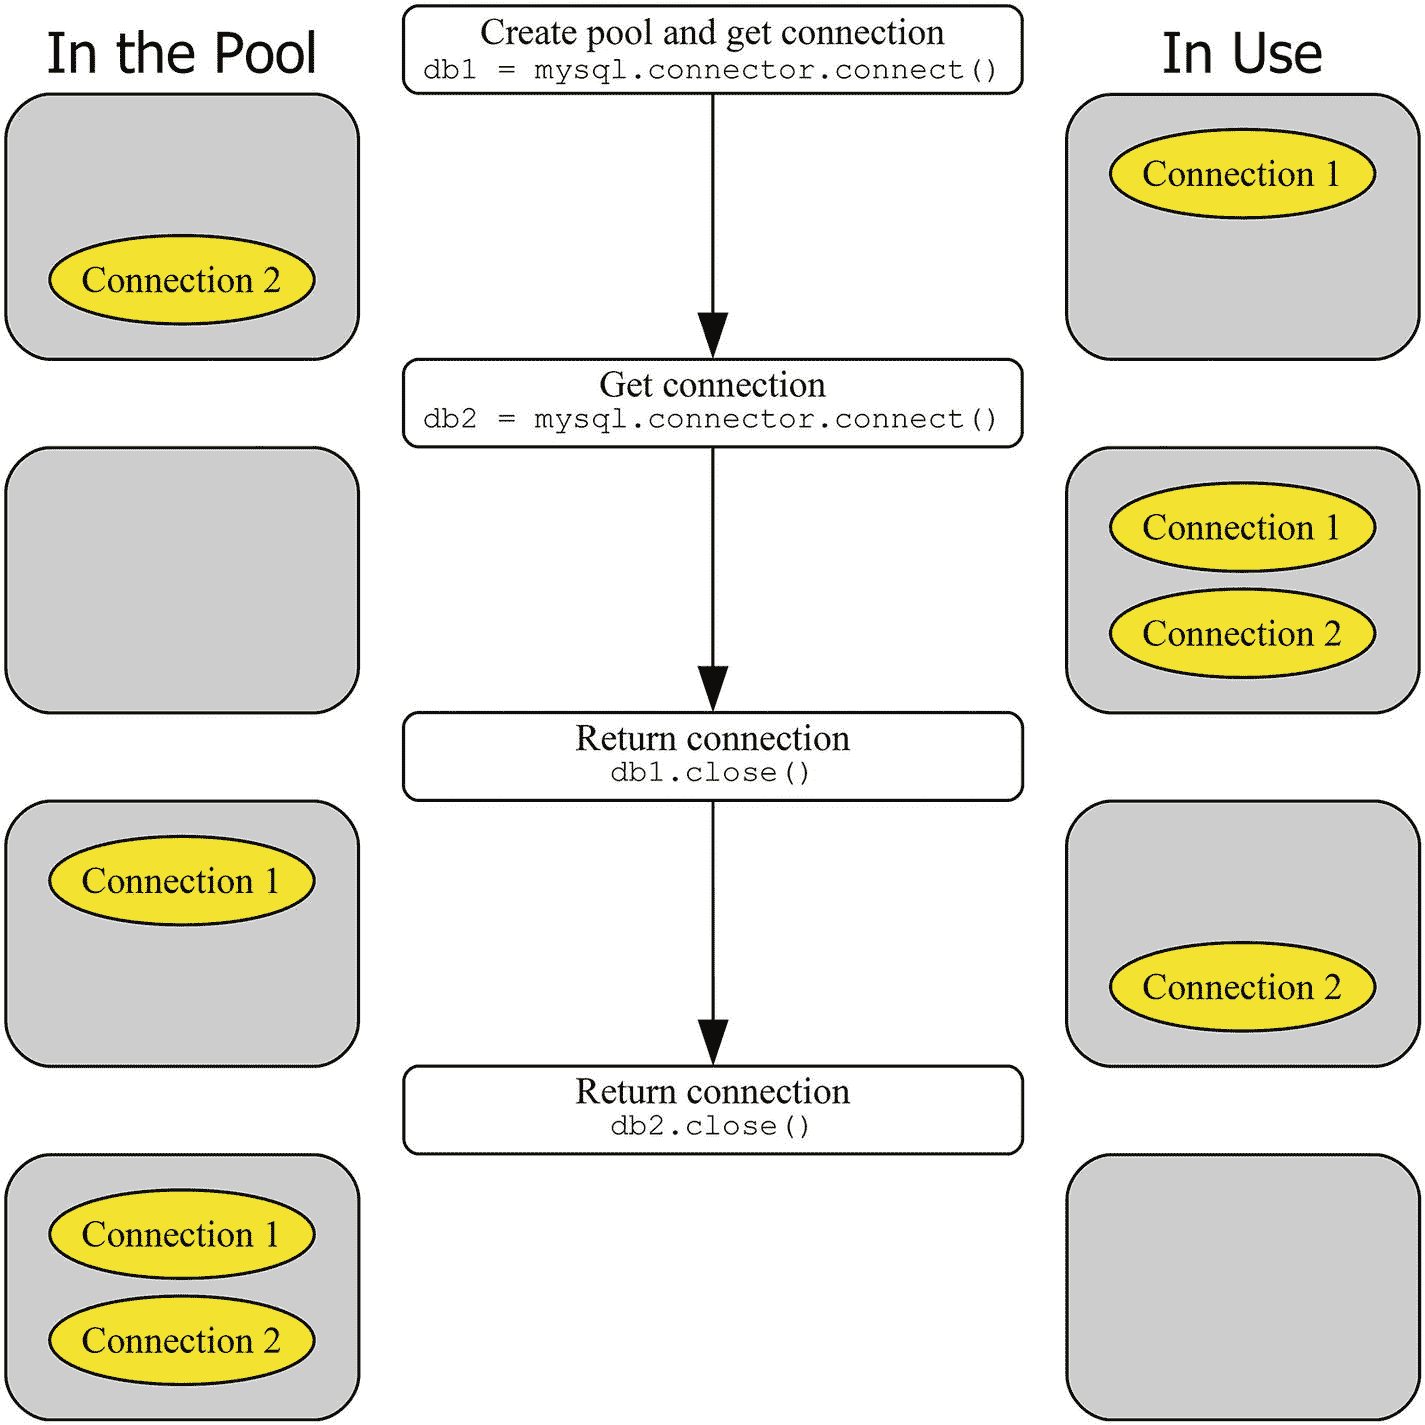 In the Pool
Create pool and get connection
db1 = mysql.connector.connect()
In Use
Connection 2
Connection 1
Get connection
db2 = mysql.connector.connect()
Connection 1
Connection 2
Return connection
db1.close()
Connection 1
Connection 2
Return connection
db2.close()
Connection 1
Connection 2